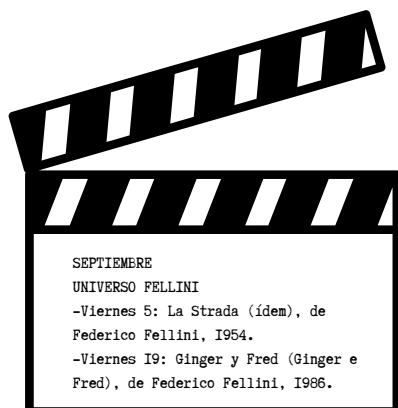 SEPTIEMBRE
UNIVERSO FELLINI
-Viernes 5: La Strada (ídem), de
Federico Fellini, I954.
-Viernes I9: Ginger y Fred (Ginger e
Fred), de Federico Fellini, I986.